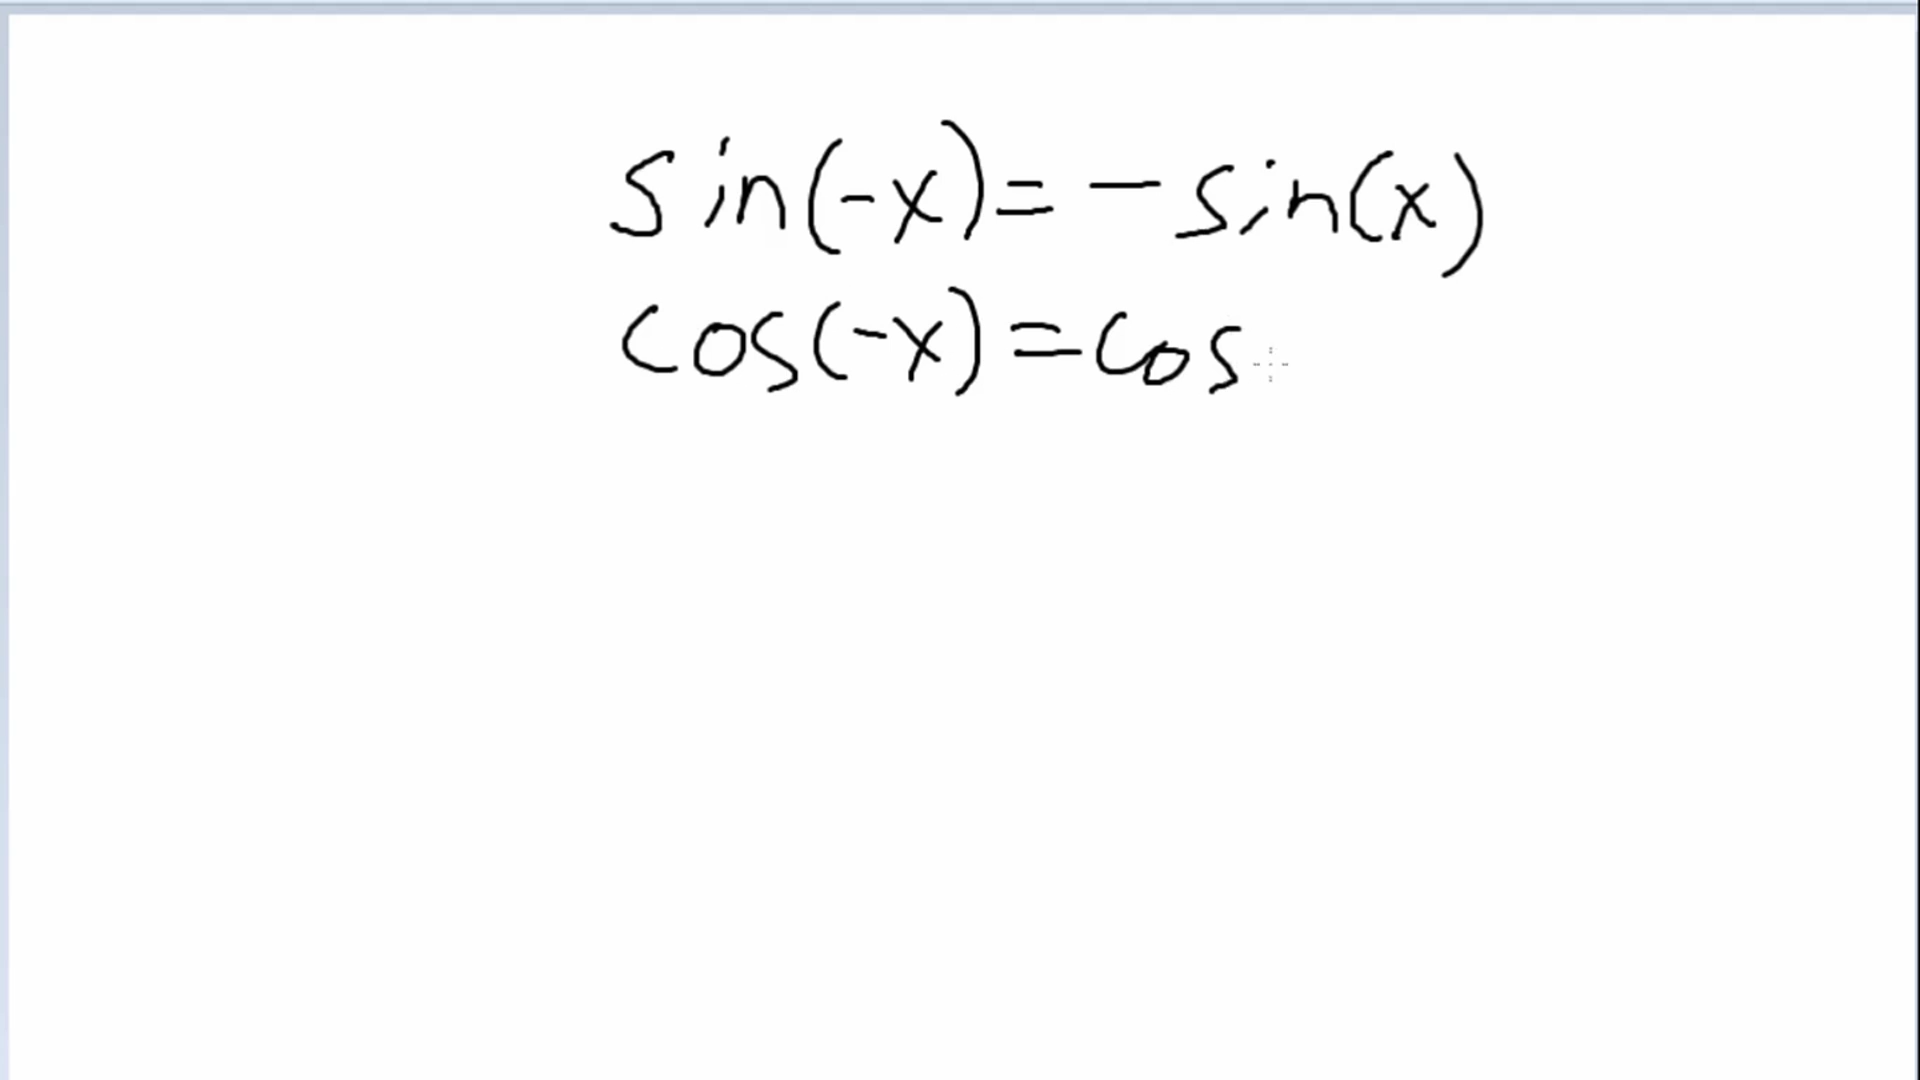 sin(-x)= -sin(x)
cos(-x)=cos